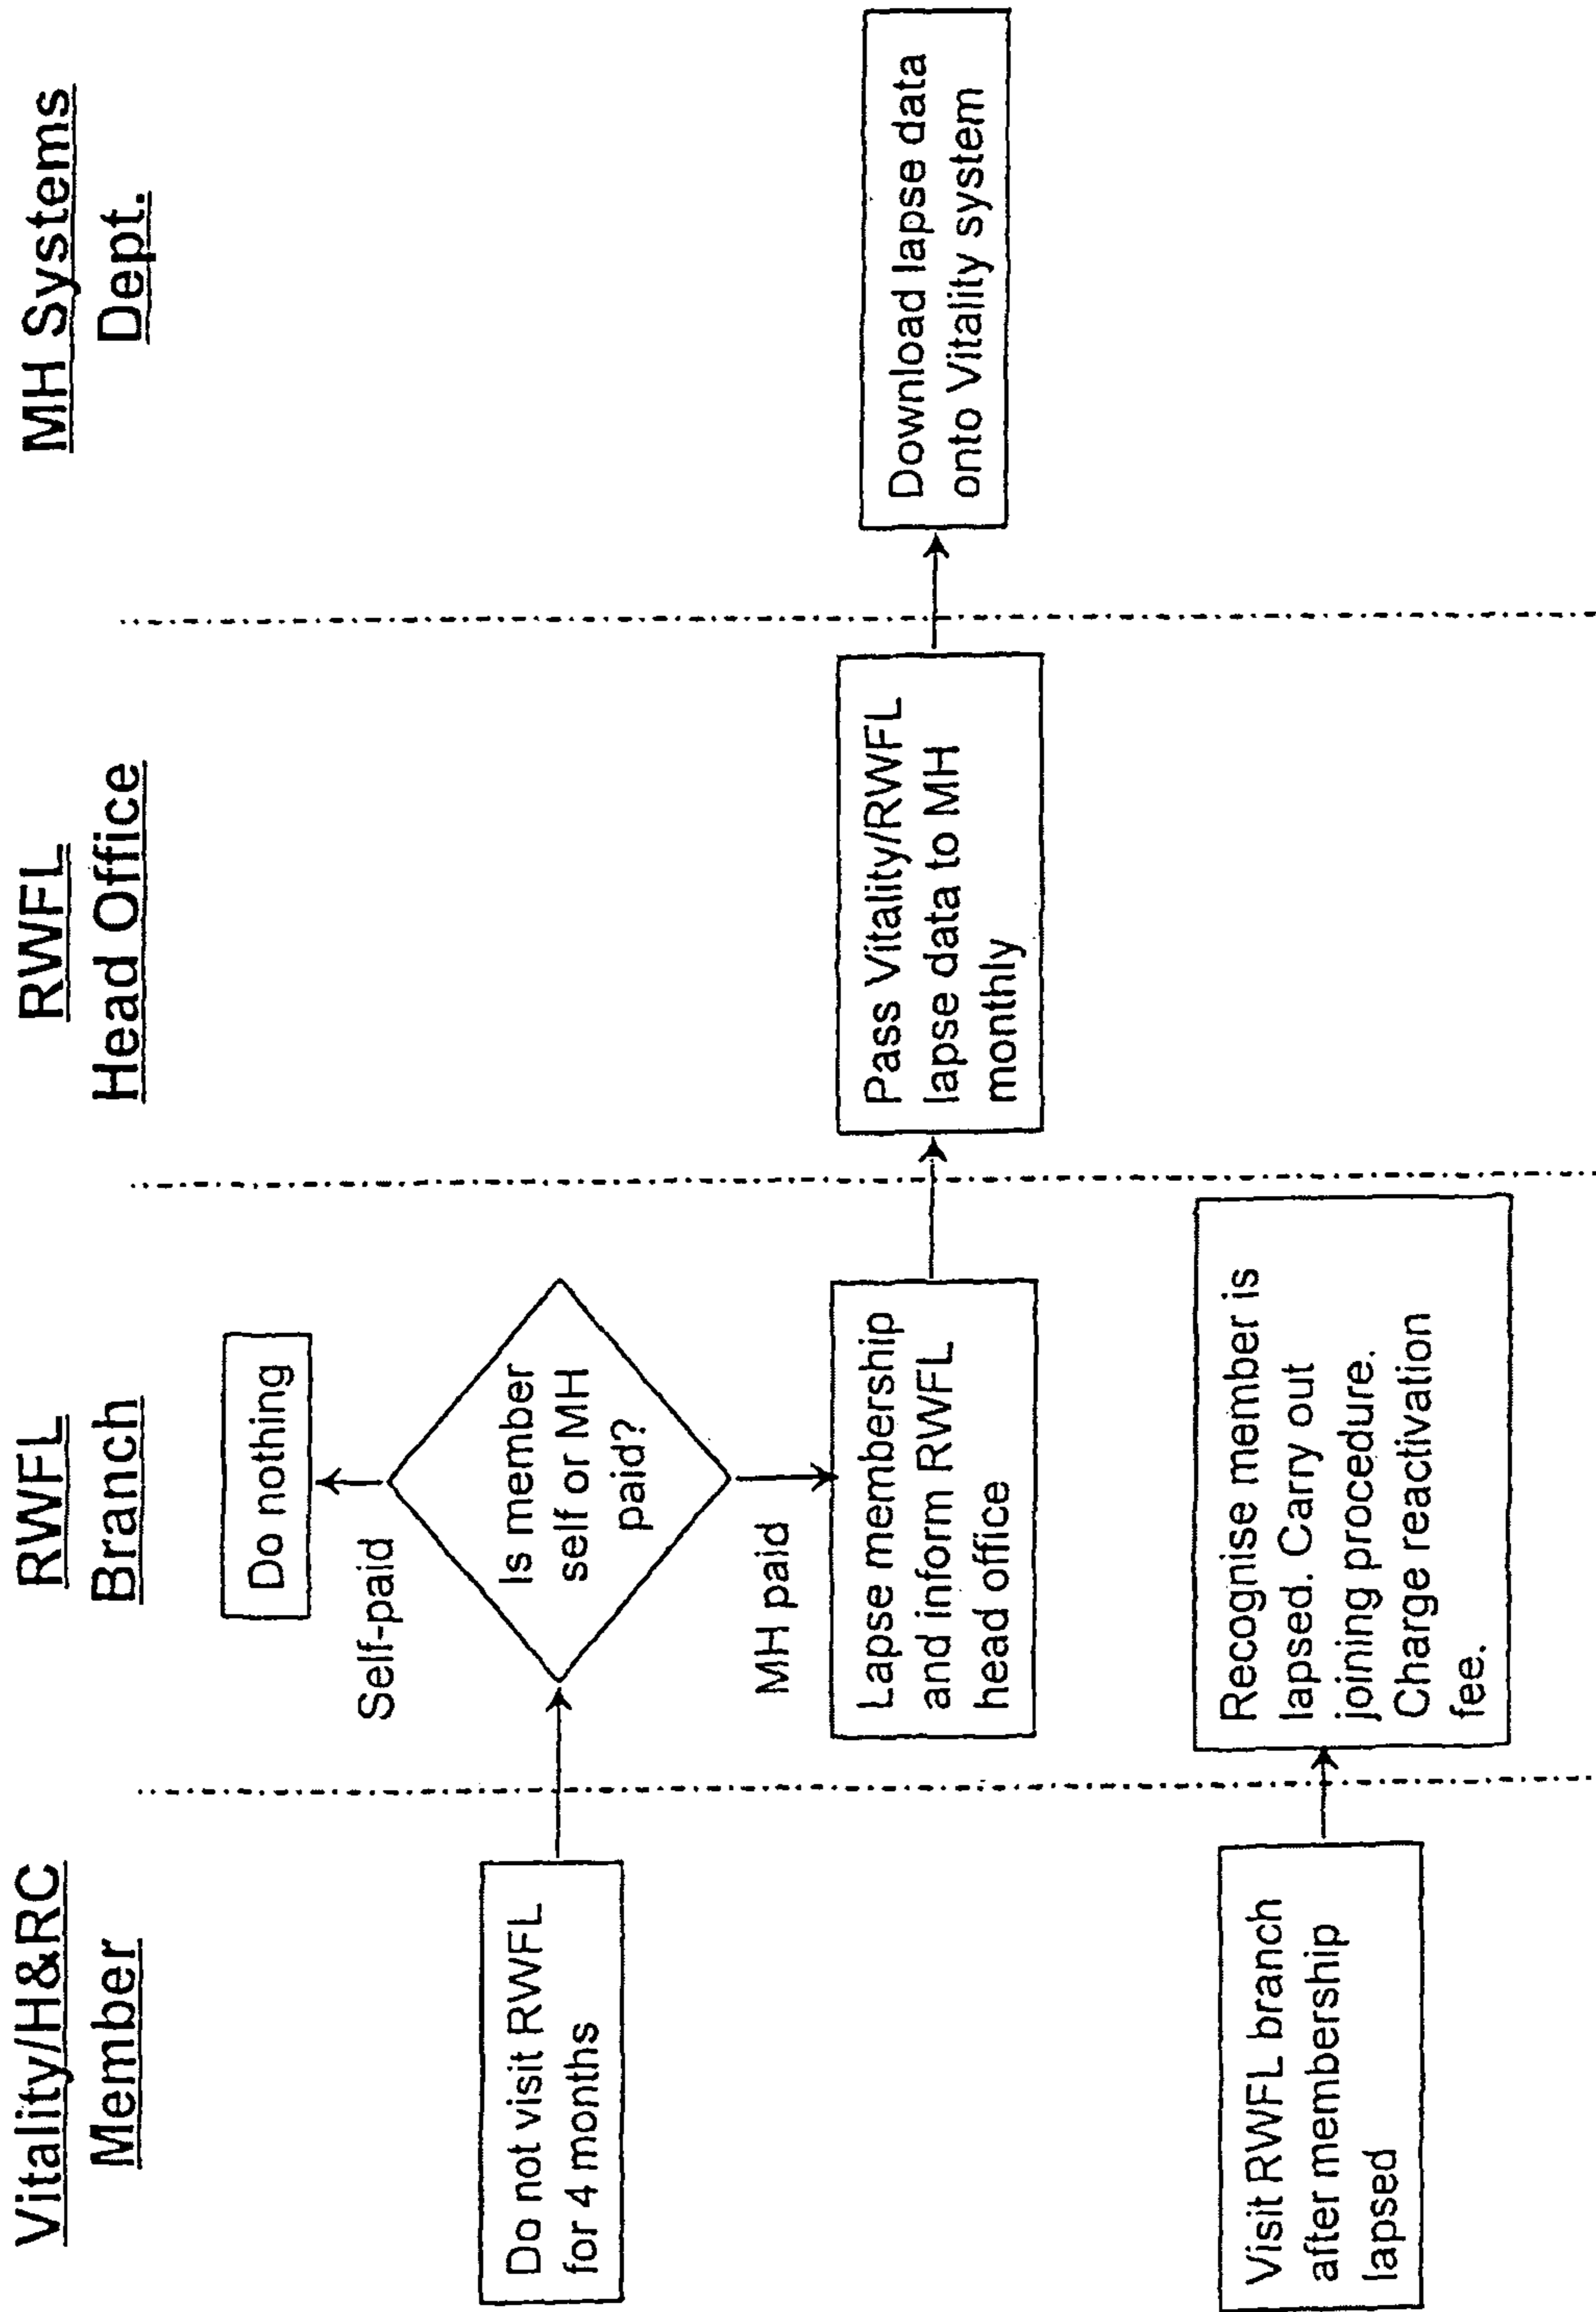 Vitality/H&RC
Member
RWFL
Branch
RWFL
Head Office
MH Systems
Dept.
Do nothing
Self-paid
Do not visit RWFL
for 4 months
Is member
self or MH
paid?
MH paid
Lapse membership
and inform RWFL
head office
Pass Vitality/RWFL
lapse data to MH
monthly
Download lapse data
onto Vitality system
Visit RWFL branch
after membership
lapsed
Recognise member is
lapsed. Carry out
joining procedure.
Charge reactivation
fee.